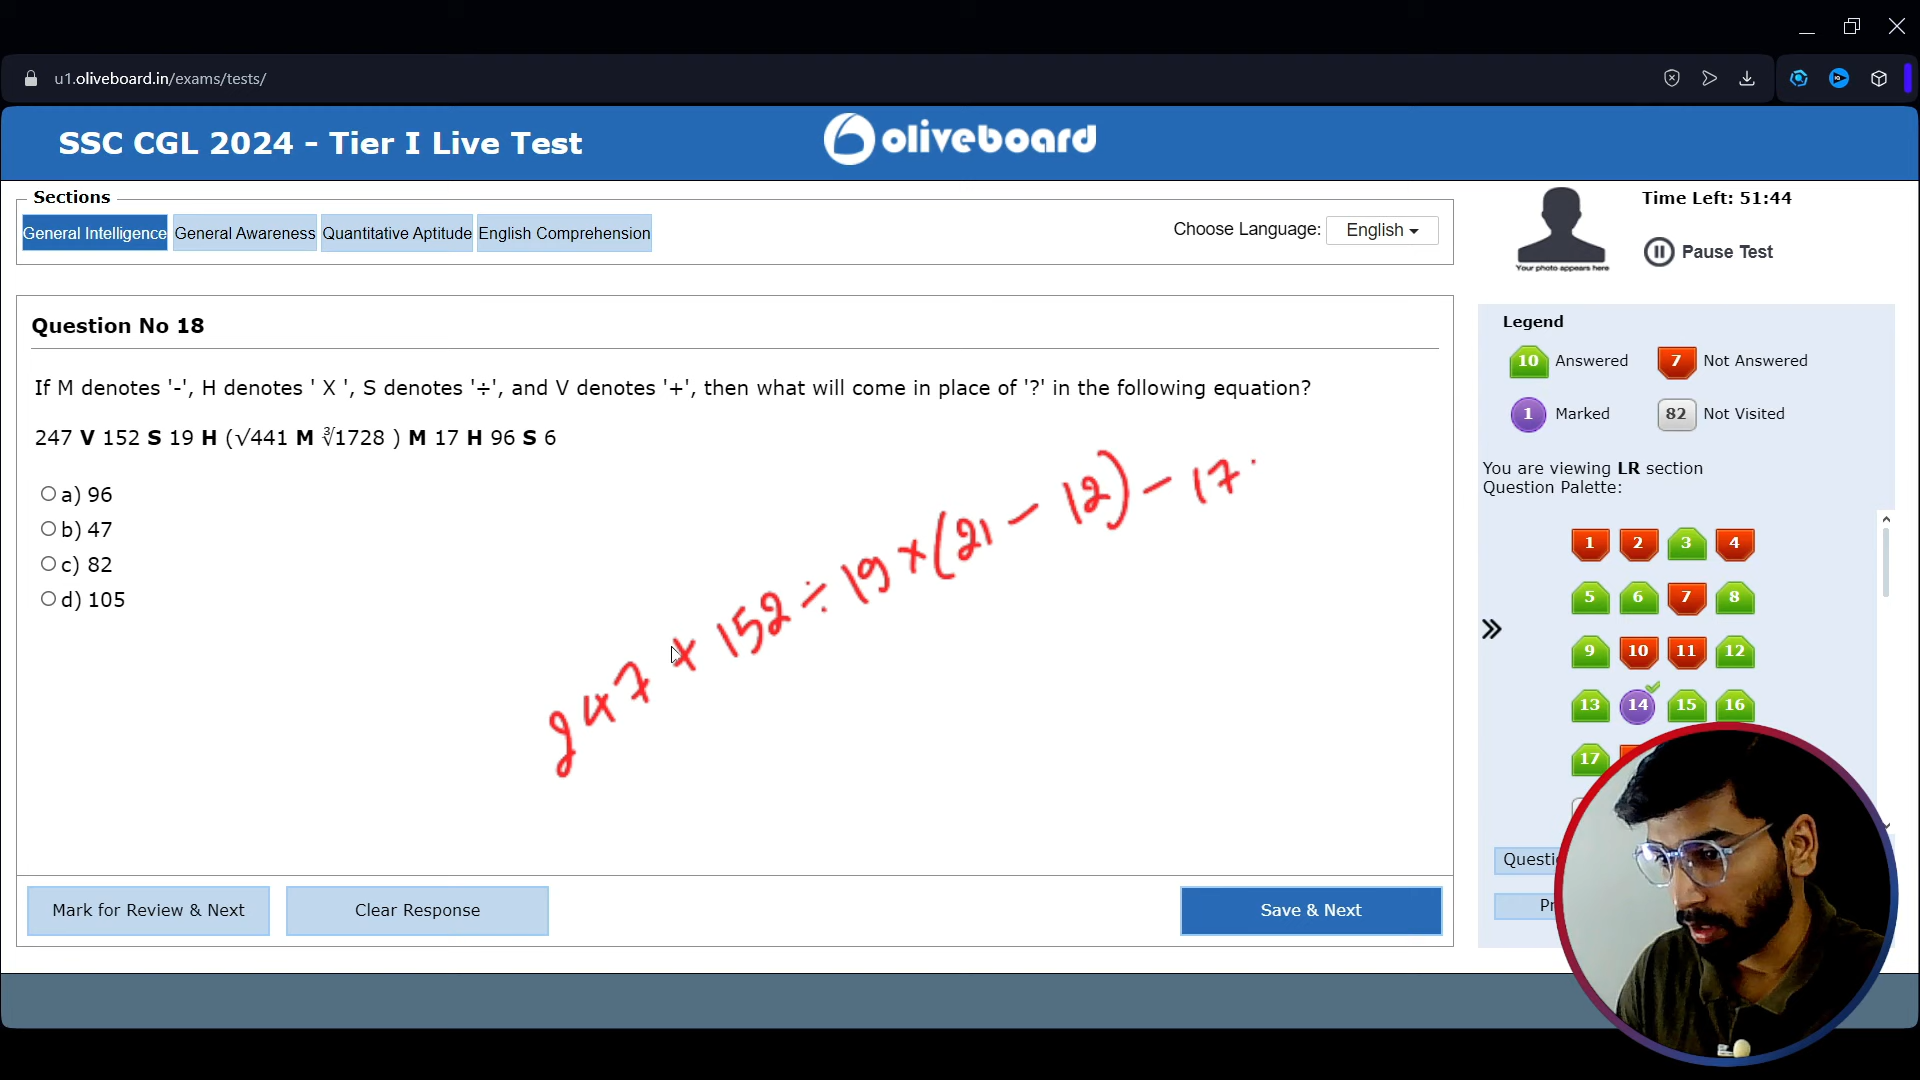 u1.oliveboard.in/exams/tests/
SSC CGL 2024 - Tier I Live Test
oliveboard
Sections
General Intelligence General Awareness Quantitative Aptitude English Comprehension
Choose Language: English
Your photo appears here
Time Left: 51:44
Pause Test
Question No 18
If M denotes '-', H denotes ' X ', S denotes '÷', and V denotes '+', then what will come in place of '?' in the following equation?
247 V 152 S 19 H (√441 M ∛1728 ) M 17 H 96 S 6
a) 96
b) 47
c) 82
d) 105
247 + 152 ÷ 19 × (21 − 12) − 17
Mark for Review & Next
Clear Response
Save & Next
Legend
10 Answered 7 Not Answered
1 Marked 82 Not Visited
You are viewing LR section
Question Palette:
1 2 3 4
5 6 7 8
9 10 11 12
13 14 15 16
17